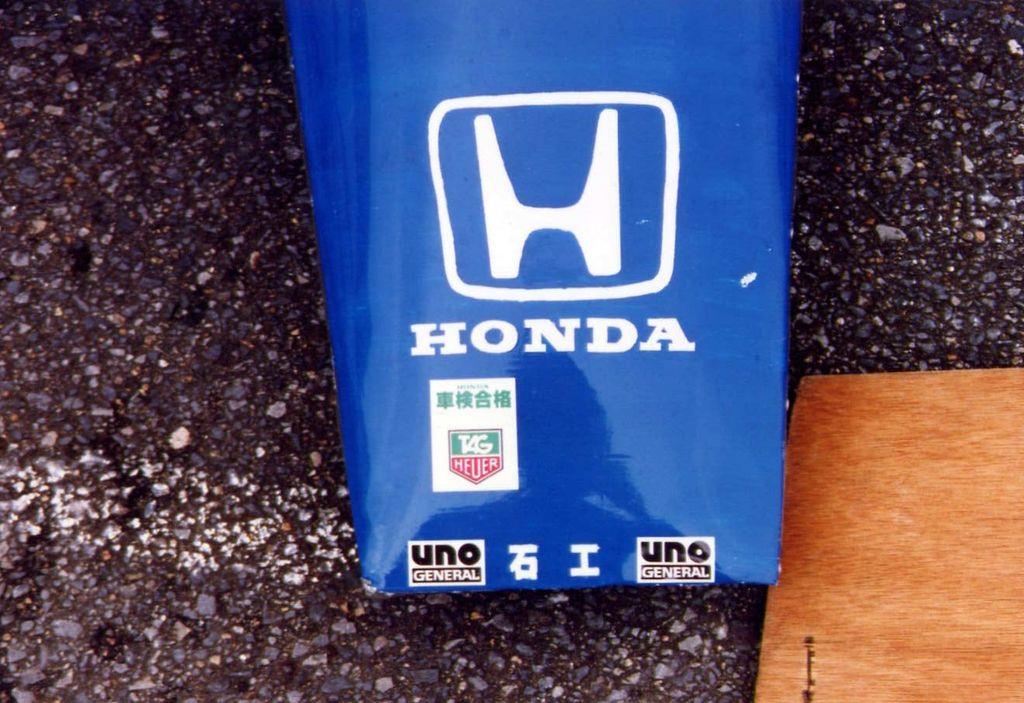 HONDA
HONDA
車検合格
TAG
HEUER
uno
GENERAL
石工
uno
GENERAL